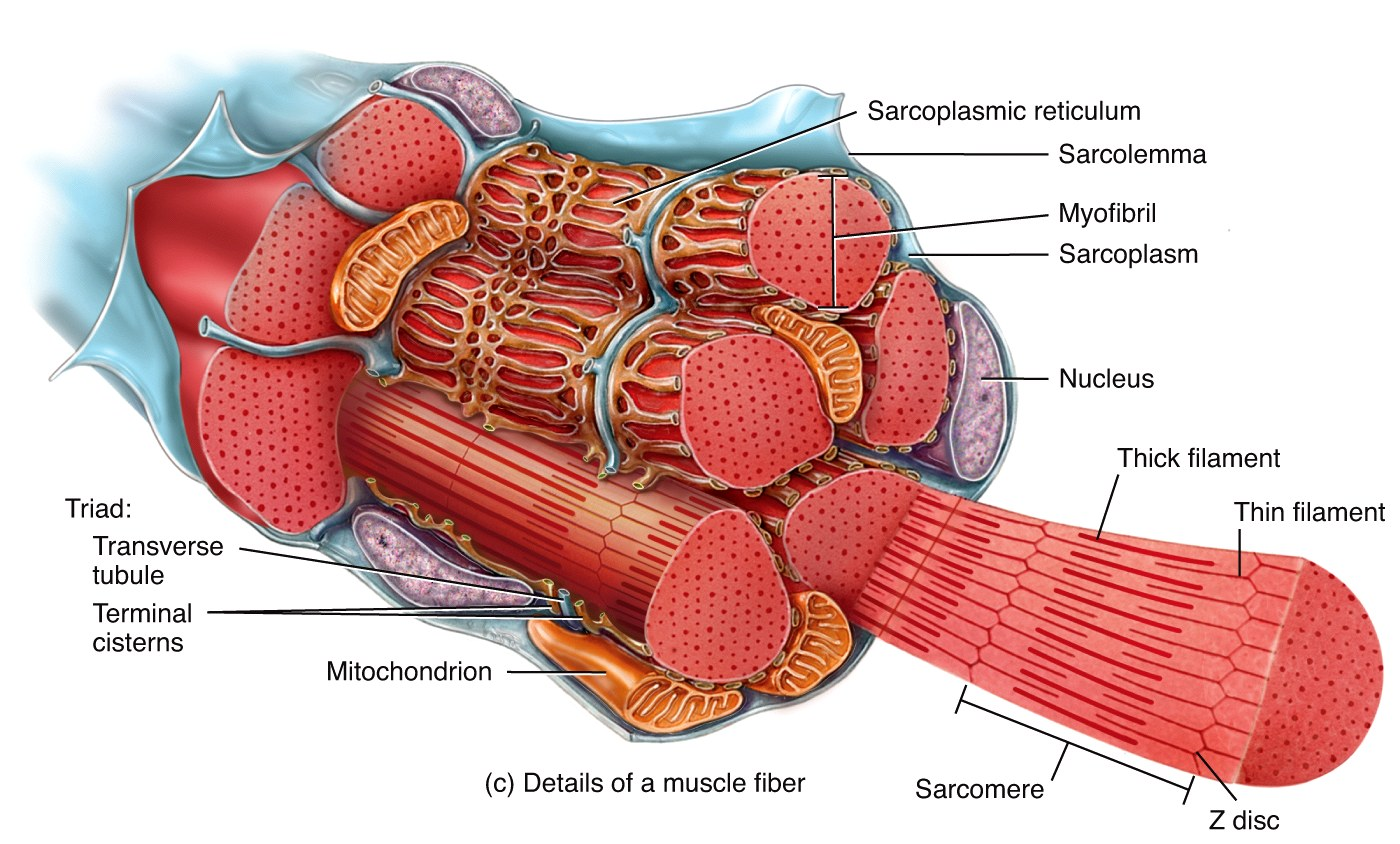 Sarcoplasmic reticulum
Sarcolemma
Myofibril
Sarcoplasm
Nucleus
Thick filament
Thin filament
Triad:
Transverse
tubule
Terminal
cisterns
Mitochondrion
(c) Details of a muscle fiber
Sarcomere
Z disc